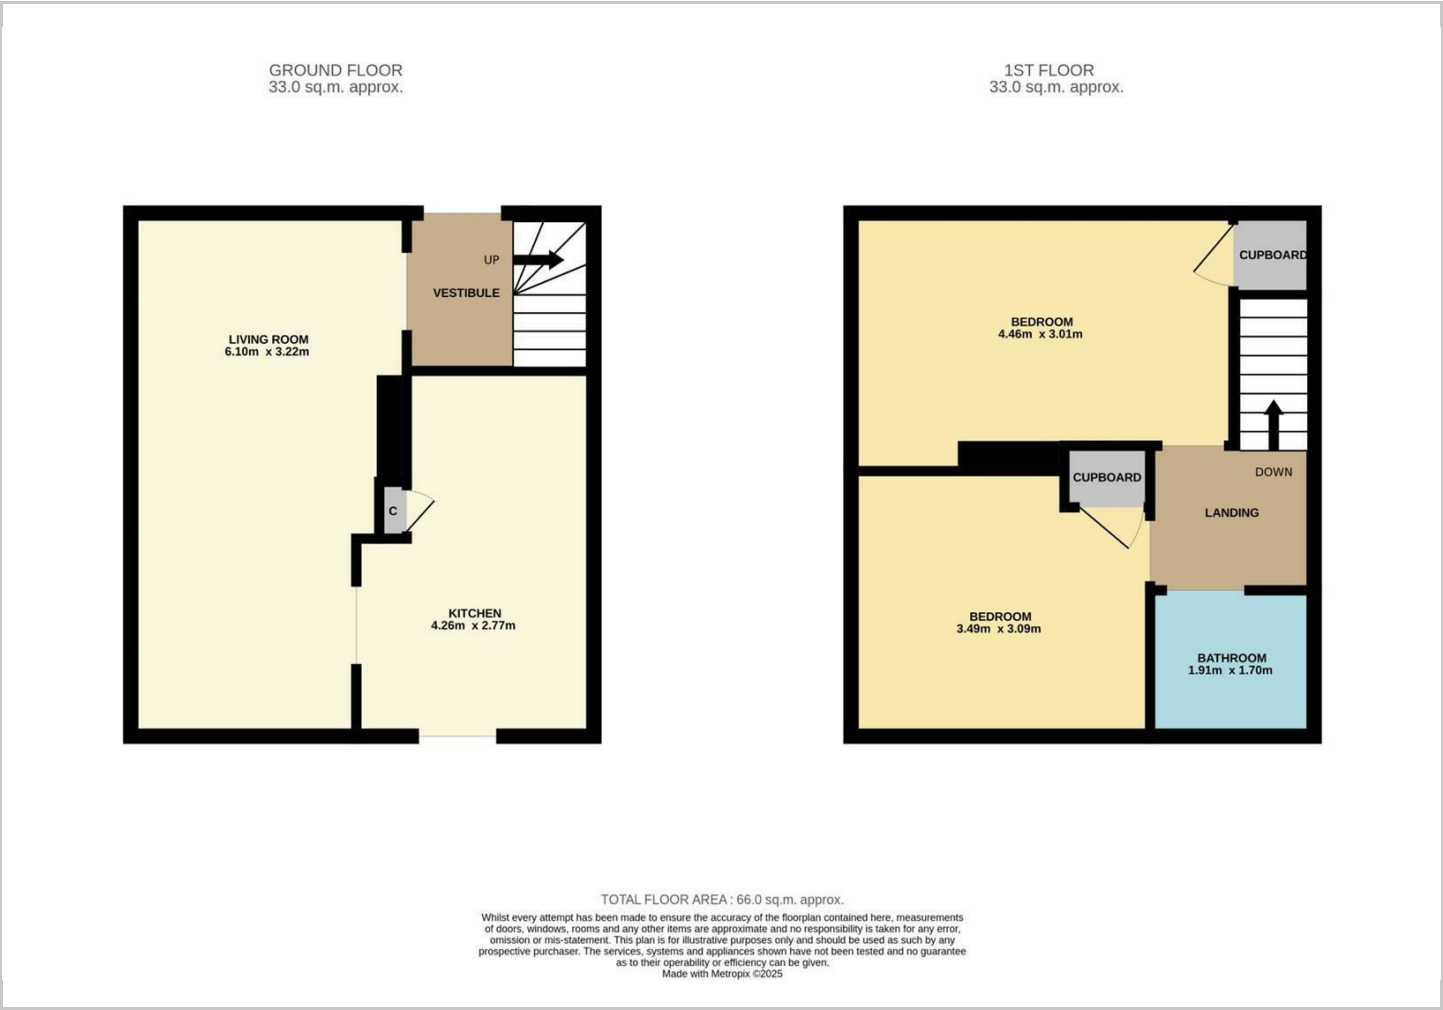 GROUND FLOOR
33.0 sq.m. approx.
1ST FLOOR
33.0 sq.m. approx.
UP
VESTIBULE
LIVING ROOM
6.10m x 3.22m
C
KITCHEN
4.26m x 2.77m
CUPBOARD
BEDROOM
4.46m x 3.01m
CUPBOARD
DOWN
LANDING
BEDROOM
3.49m x 3.09m
BATHROOM
1.91m x 1.70m
TOTAL FLOOR AREA : 66.0 sq.m. approx.
Whilst every attempt has been made to ensure the accuracy of the floorplan contained here, measurements
of doors, windows, rooms and any other items are approximate and no responsibility is taken for any error,
omission or mis-statement. This plan is for illustrative purposes only and should be used as such by any
prospective purchaser. The services, systems and appliances shown have not been tested and no guarantee
as to their operability or efficiency can be given.
Made with Metropix ©2025